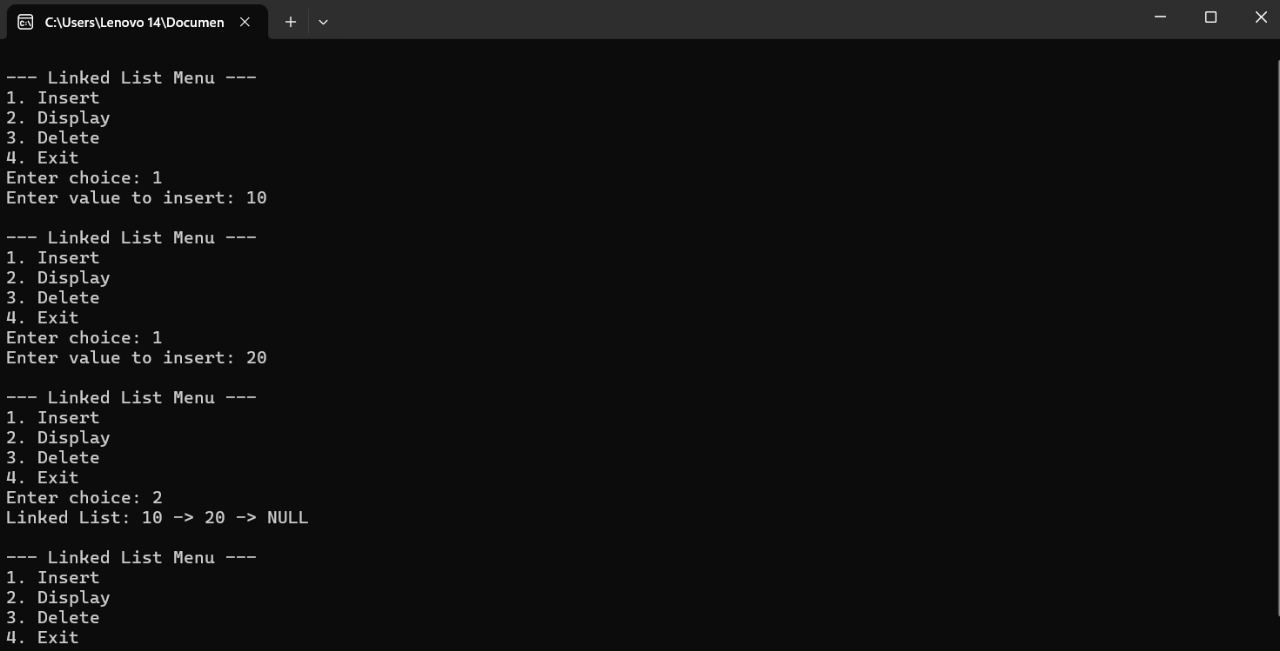 C:\Users\Lenovo 14\Documen
--- Linked List Menu ---
1. Insert
2. Display
3. Delete
4. Exit
Enter choice: 1
Enter value to insert: 10
--- Linked List Menu ---
1. Insert
2. Display
3. Delete
4. Exit
Enter choice: 1
Enter value to insert: 20
--- Linked List Menu ---
1. Insert
2. Display
3. Delete
4. Exit
Enter choice: 2
Linked List: 10 -> 20 -> NULL
--- Linked List Menu ---
1. Insert
2. Display
3. Delete
4. Exit